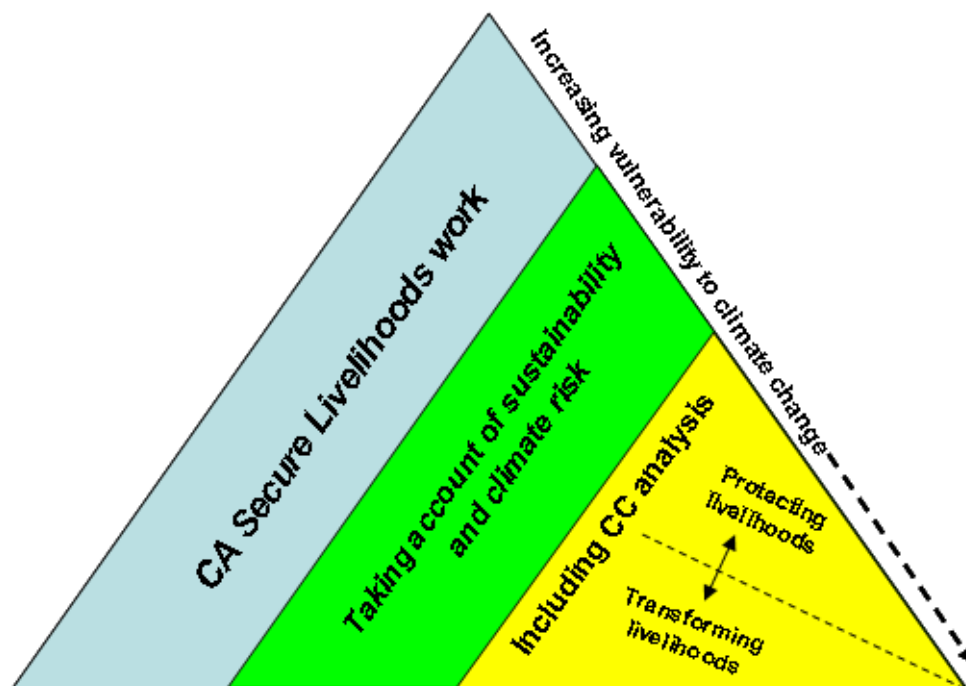 Increasing vulnerability to climate change
CA Secure Livelihoods work
Taking account of sustainability
and climate risk
Including CC analysis
Protecting
livelihoods
Transforming
livelihoods